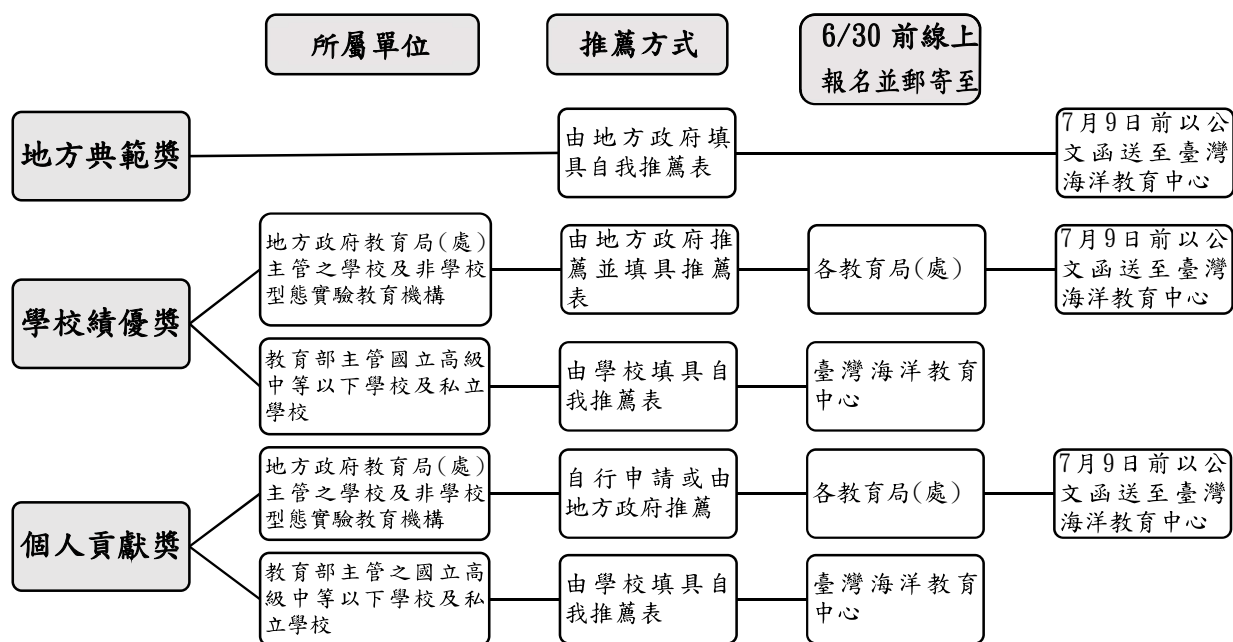 所屬單位
推薦方式
6/30 前線上
報名並郵寄至
地方典範獎
由地方政府填
具自我推薦表
7月9日前以公
文函送至臺灣
海洋教育中心
學校績優獎
地方政府教育局(處)
主管之學校及非學校
型態實驗教育機構
由地方政府推
薦並填具推薦
表
各教育局(處)
7月9日前以公
文函送至臺灣
海洋教育中心
教育部主管國立高級
中等以下學校及私立
學校
由學校填具自
我推薦表
臺灣海洋教育
中心
個人貢獻獎
地方政府教育局(處)
主管之學校及非學校
型態實驗教育機構
自行申請或由
地方政府推薦
各教育局(處)
7月9日前以公
文函送至臺灣
海洋教育中心
教育部主管之國立高
級中等以下學校及私
立學校
由學校填具自
我推薦表
臺灣海洋教育
中心